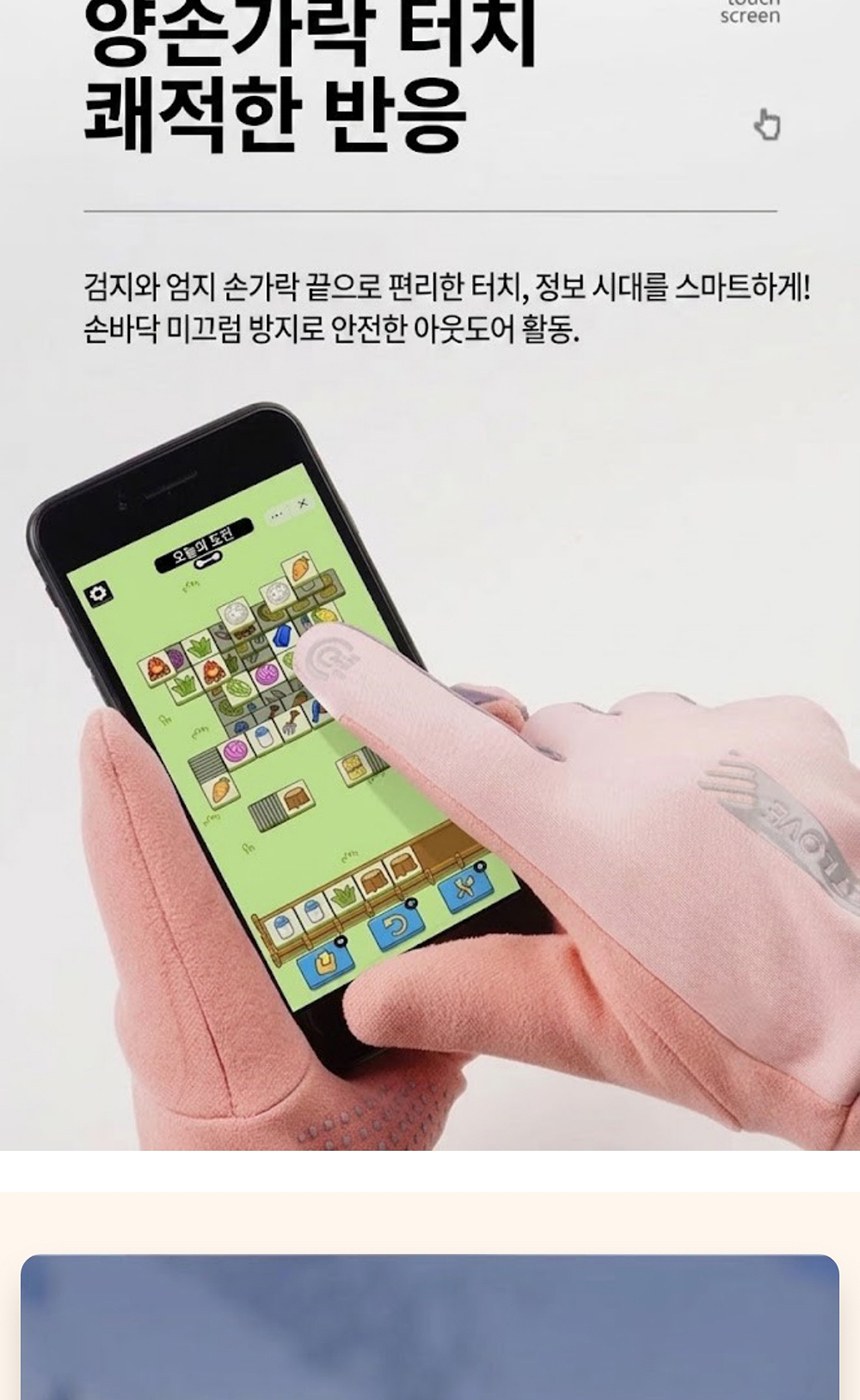 양손가락 터치
touch
screen
쾌적한 반응
검지와 엄지 손가락 끝으로 편리한 터치, 정보 시대를 스마트하게!
손바닥 미끄럼 방지로 안전한 아웃도어 활동.
오늘의 도전